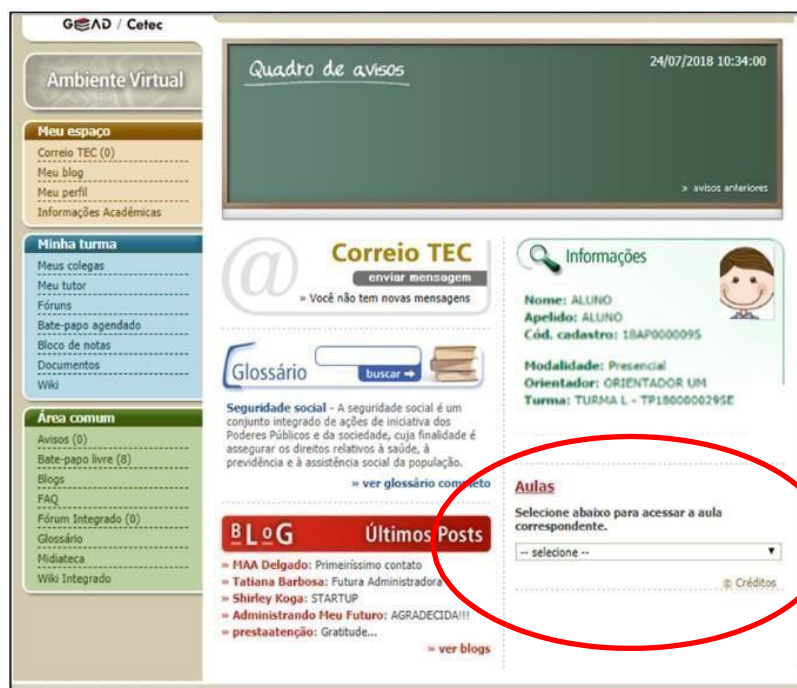 GEEAD / Cetec
Ambiente Virtual
Meu espaço
Correio TEC (0)
Meu blog
Meu perfil
Informações Acadêmicas
Minha turma
Meus colegas
Meu tutor
Fóruns
Bate-papo agendado
Bloco de notas
Documentos
Wiki
Área comum
Avisos (0)
Bate-papo livre (8)
Blogs
FAQ
Fórum Integrado (0)
Glossário
Midiateca
Wiki Integrado
Quadro de avisos
24/07/2018 10:34:00
» avisos anteriores
@
Correio TEC
enviar mensagem
» Você não tem novas mensagens
Glossário
buscar
Seguridade social - A seguridade social é um
conjunto integrado de ações de iniciativa dos
Poderes Públicos e da sociedade, cuja finalidade é
assegurar os direitos relativos à saúde, à
previdência e à assistência social da população.
» ver glossário completo
BLoG Últimos Posts
» MAA Delgado: Primeiríssimo contato
» Tatiana Barbosa: Futura Administradora
» Shirley Koga: STARTUP
» Administrando Meu Futuro: AGRADECIDA!!!
» prestaatenção: Gratitude...
» ver blogs
Informações
Nome: ALUNO
Apelido: ALUNO
Cód. cadastro: 18AP0000095
Modalidade: Presencial
Orientador: ORIENTADOR UM
Turma: TURMA L - TP1800000295E
Aulas
Selecione abaixo para acessar a aula
correspondente.
-- selecione --
© Créditos